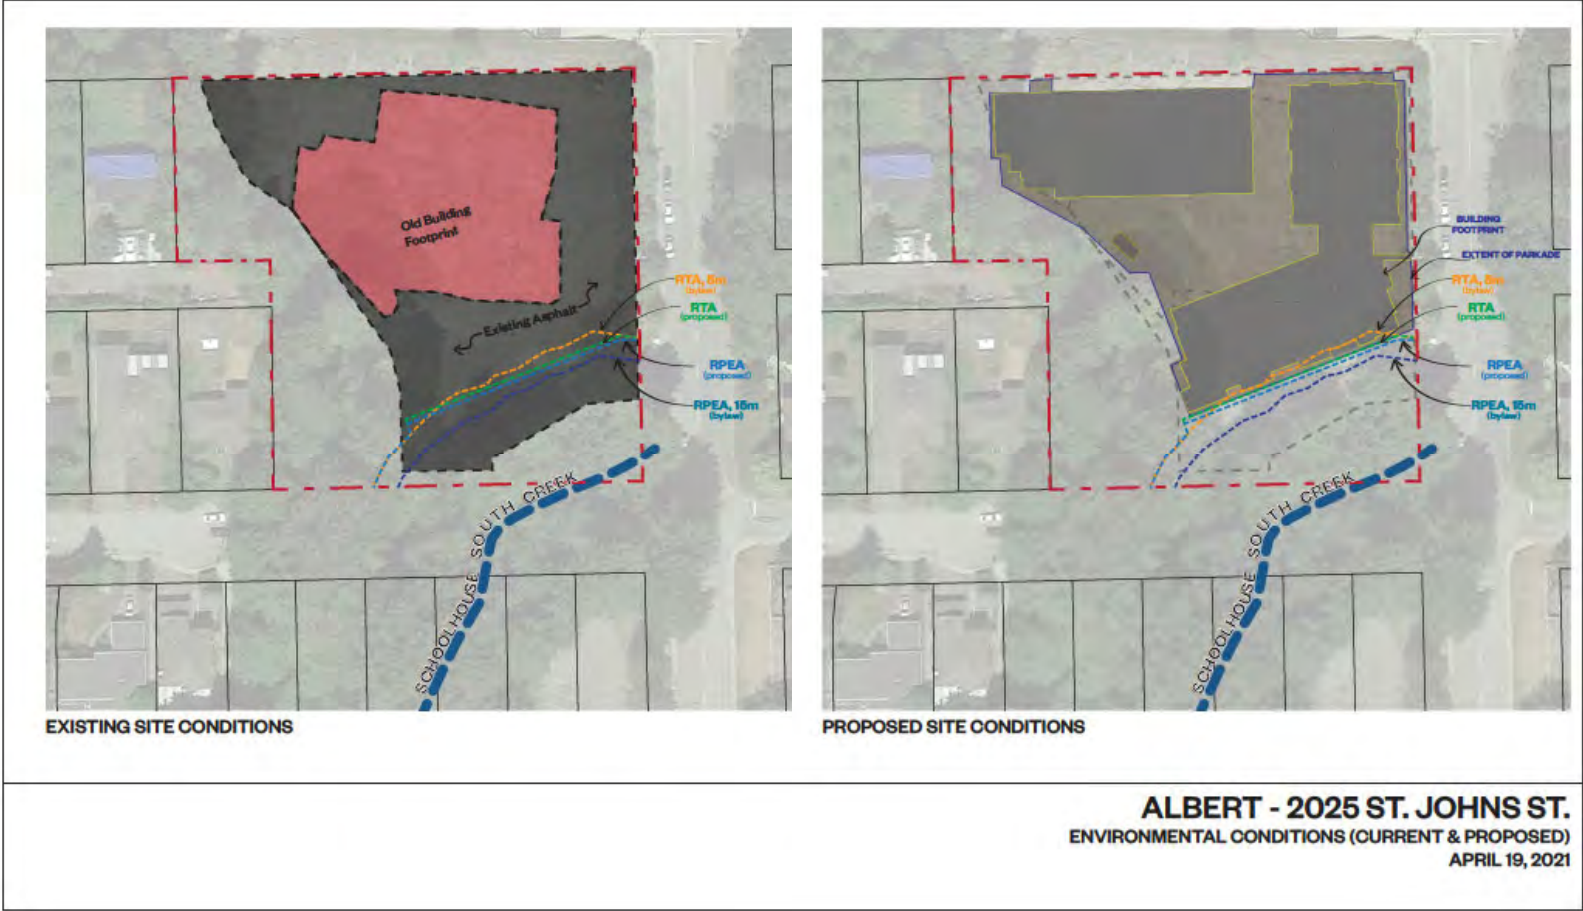 Old Building
Footprint
Existing Asphalt
RTA, 5m
(bylaw)
RTA
(proposed)
RPEA
(proposed)
RPEA, 15m
(bylaw)
SCHOOLHOUSE SOUTH CREEK
EXISTING SITE CONDITIONS
BUILDING
FOOTPRINT
EXTENT OF PARKADE
RTA, 5m
(bylaw)
RTA
(proposed)
RPEA
(proposed)
RPEA, 15m
(bylaw)
SCHOOLHOUSE SOUTH CREEK
PROPOSED SITE CONDITIONS
ALBERT - 2025 ST. JOHNS ST.
ENVIRONMENTAL CONDITIONS (CURRENT & PROPOSED)
APRIL 19, 2021